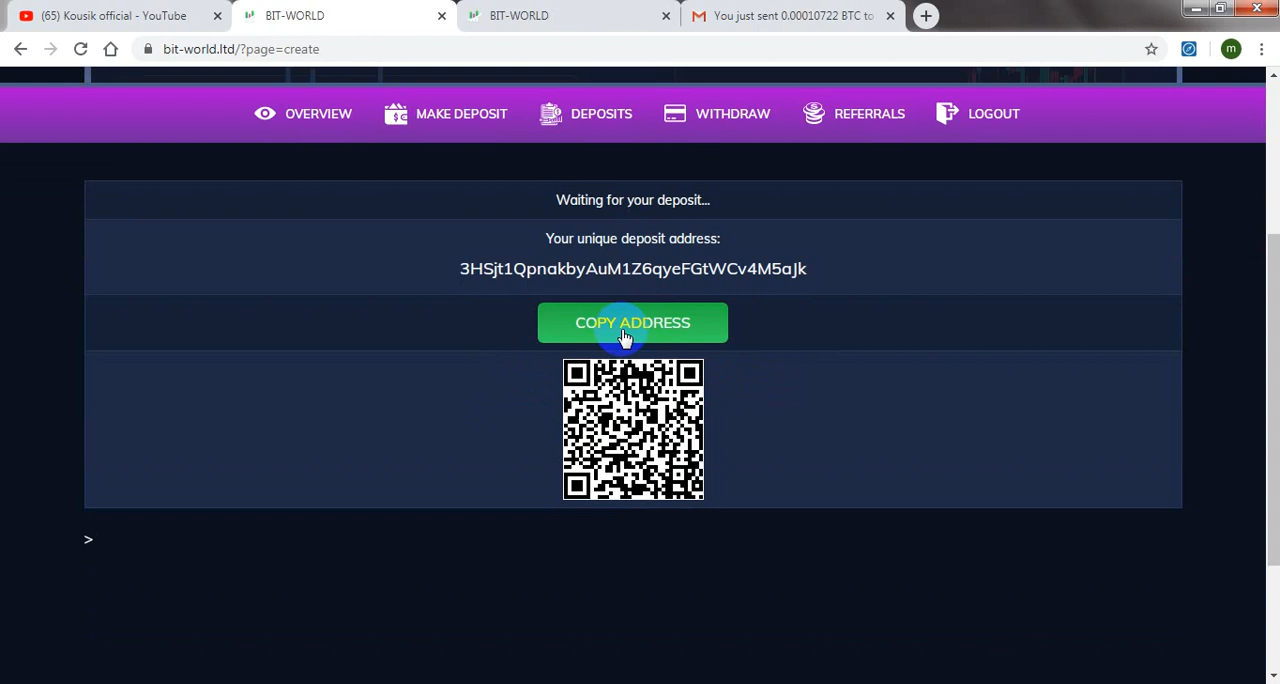 (65) Kousik official - YouTube
BIT-WORLD
BIT-WORLD
You just sent 0.00010722 BTC to
bit-world.ltd/?page=create
m
OVERVIEW
MAKE DEPOSIT
DEPOSITS
WITHDRAW
REFERRALS
LOGOUT
Waiting for your deposit...
Your unique deposit address:
3HSjt1QpnakbyAuM1Z6qyeFGtWCv4M5aJk
COPY ADDRESS
>